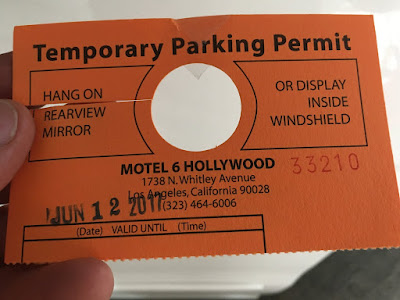 Temporary Parking Permit
HANG ON
REARVIEW
MIRROR
OR DISPLAY
INSIDE
WINDSHIELD
MOTEL 6 HOLLYWOOD
33210
1738 N. Whitley Avenue
Los Angeles, California 90028
(323) 464-6006
JUN 12 2017
(Date) VALID UNTIL (Time)